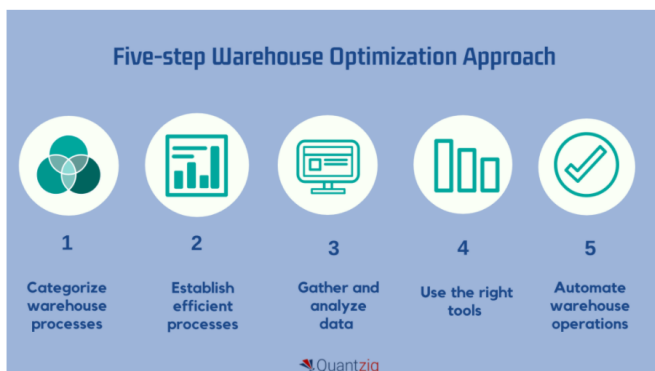 Five-step Warehouse Optimization Approach
1
Categorize
warehouse
processes
2
Establish
efficient
processes
3
Gather and
analyze
data
4
Use the right
tools
5
Automate
warehouse
operations
Quantzig